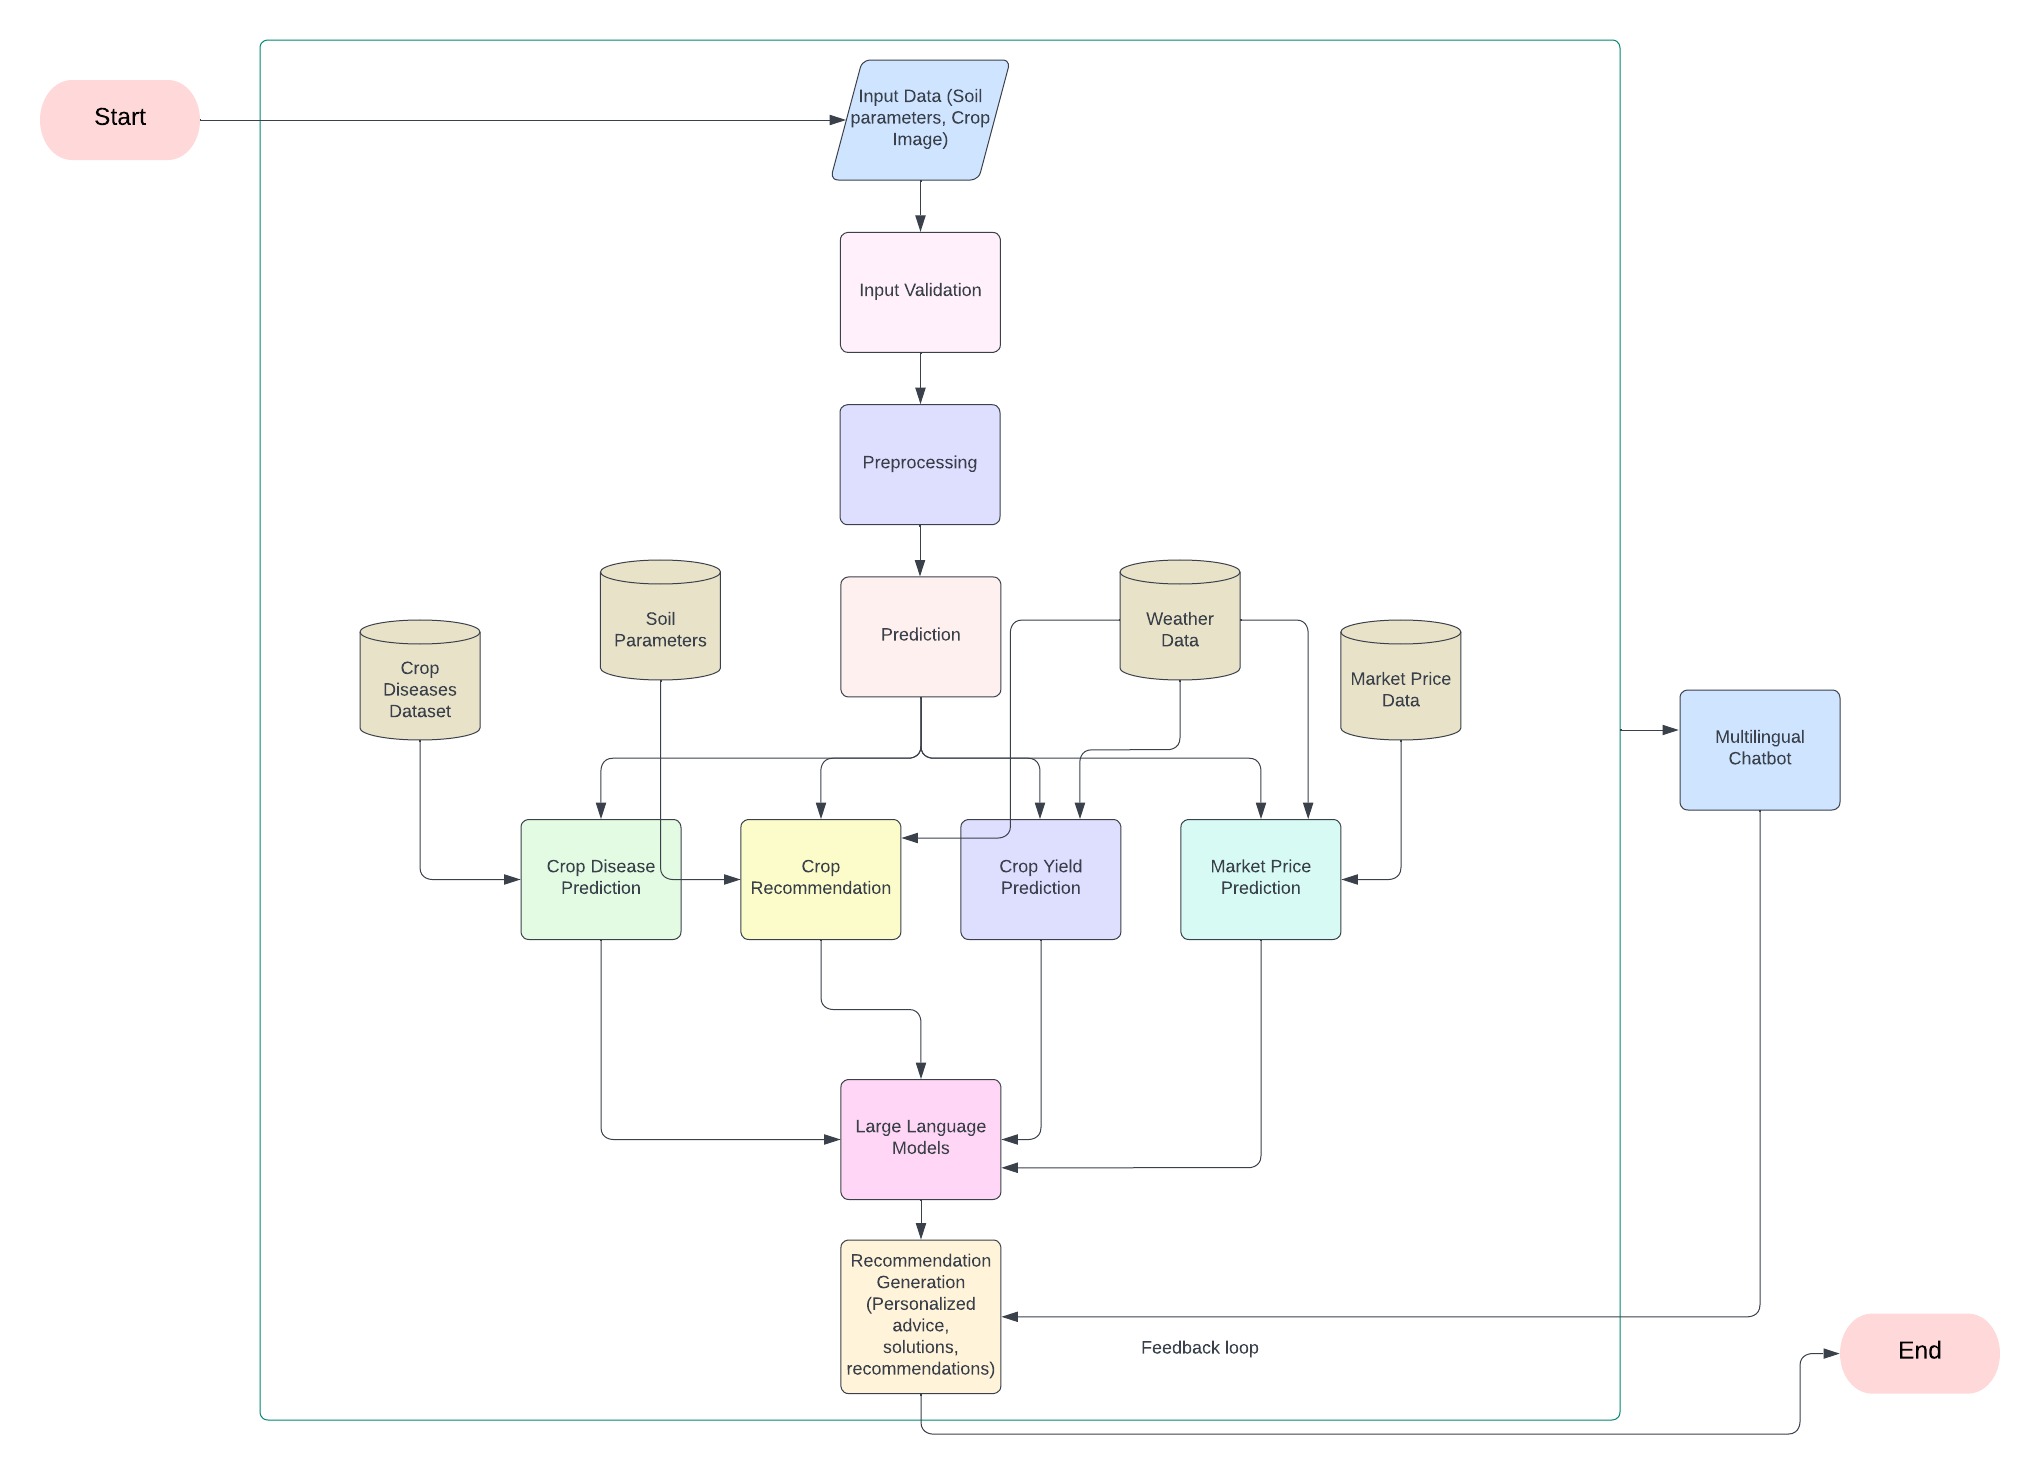 Start
Input Data (Soil
parameters, Crop
Image)
Input Validation
Preprocessing
Prediction
Soil
Parameters
Weather
Data
Crop
Diseases
Dataset
Market Price
Data
Multilingual
Chatbot
Crop Disease
Prediction
Crop
Recommendation
Crop Yield
Prediction
Market Price
Prediction
Large Language
Models
Recommendation
Generation
(Personalized
advice,
solutions,
recommendations)
Feedback loop
End